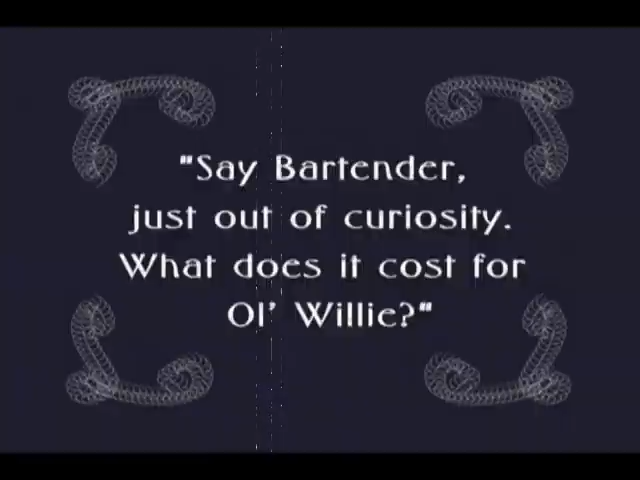 "Say Bartender,
just out of curiosity.
What does it cost for
Ol' Willie?"